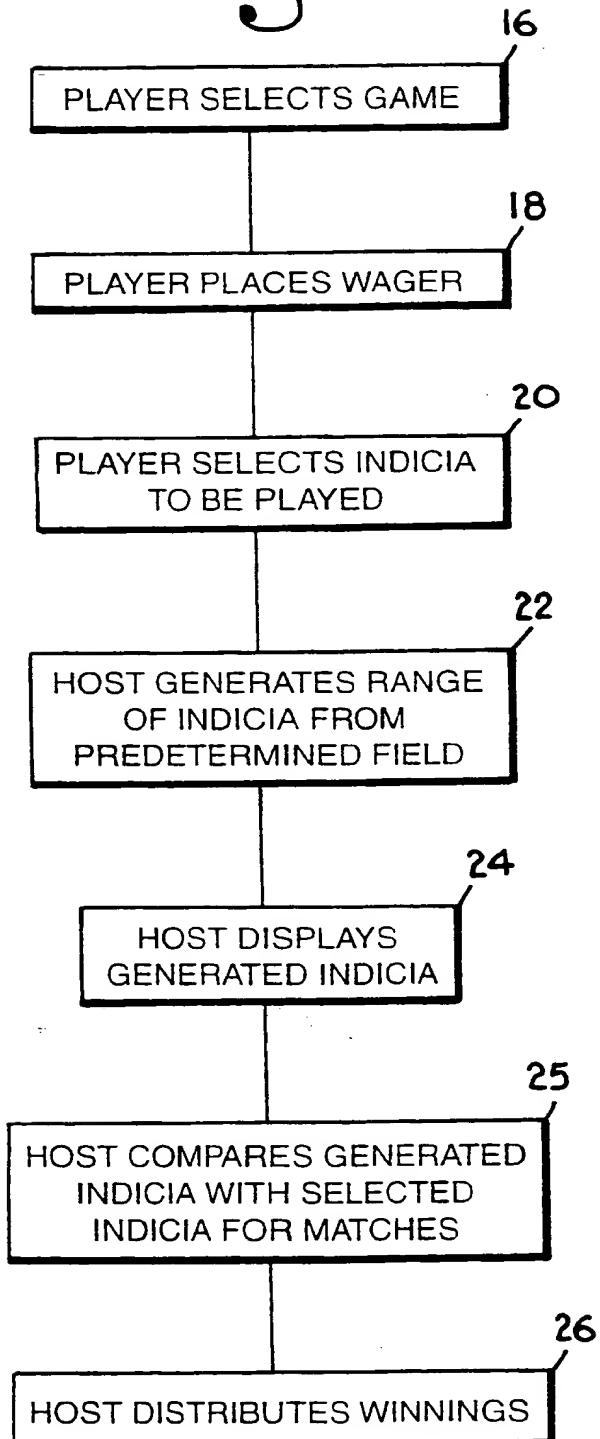 16
PLAYER SELECTS GAME
18
PLAYER PLACES WAGER
20
PLAYER SELECTS INDICIA
TO BE PLAYED
22
HOST GENERATES RANGE
OF INDICIA FROM
PREDETERMINED FIELD
24
HOST DISPLAYS
GENERATED INDICIA
25
HOST COMPARES GENERATED
INDICIA WITH SELECTED
INDICIA FOR MATCHES
26
HOST DISTRIBUTES WINNINGS